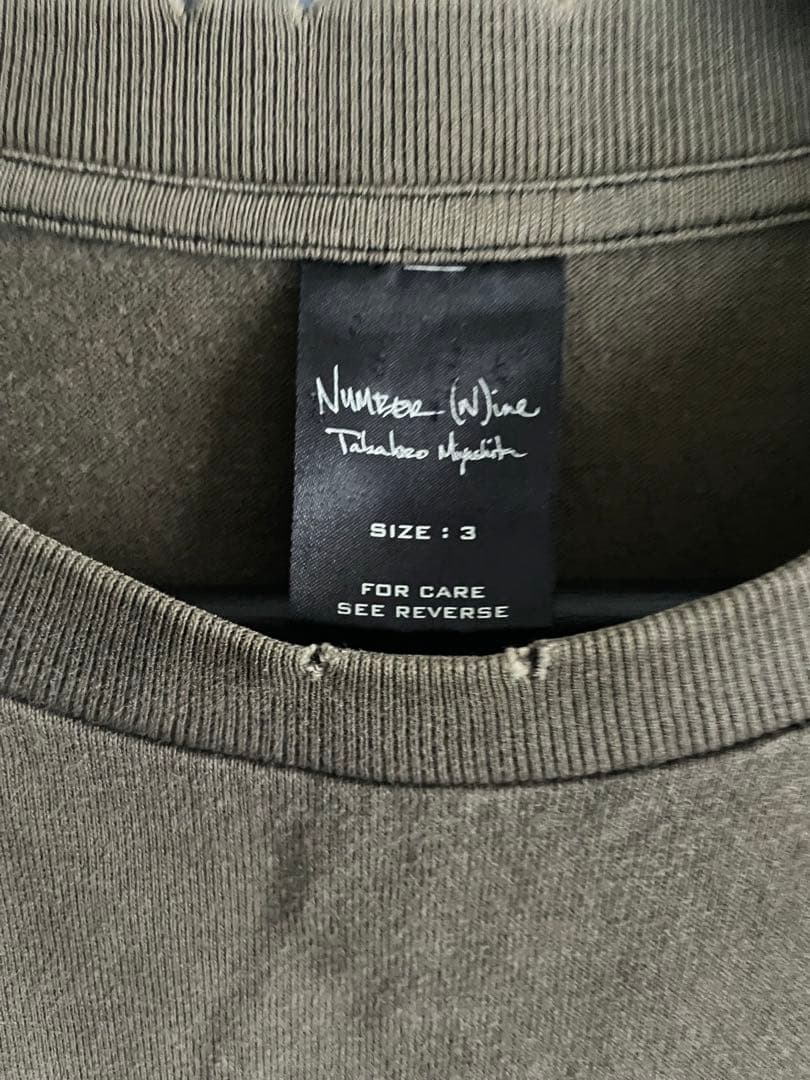 NUMBER (N)ine
Takahiro Miyashita
SIZE : 3
FOR CARE
SEE REVERSE